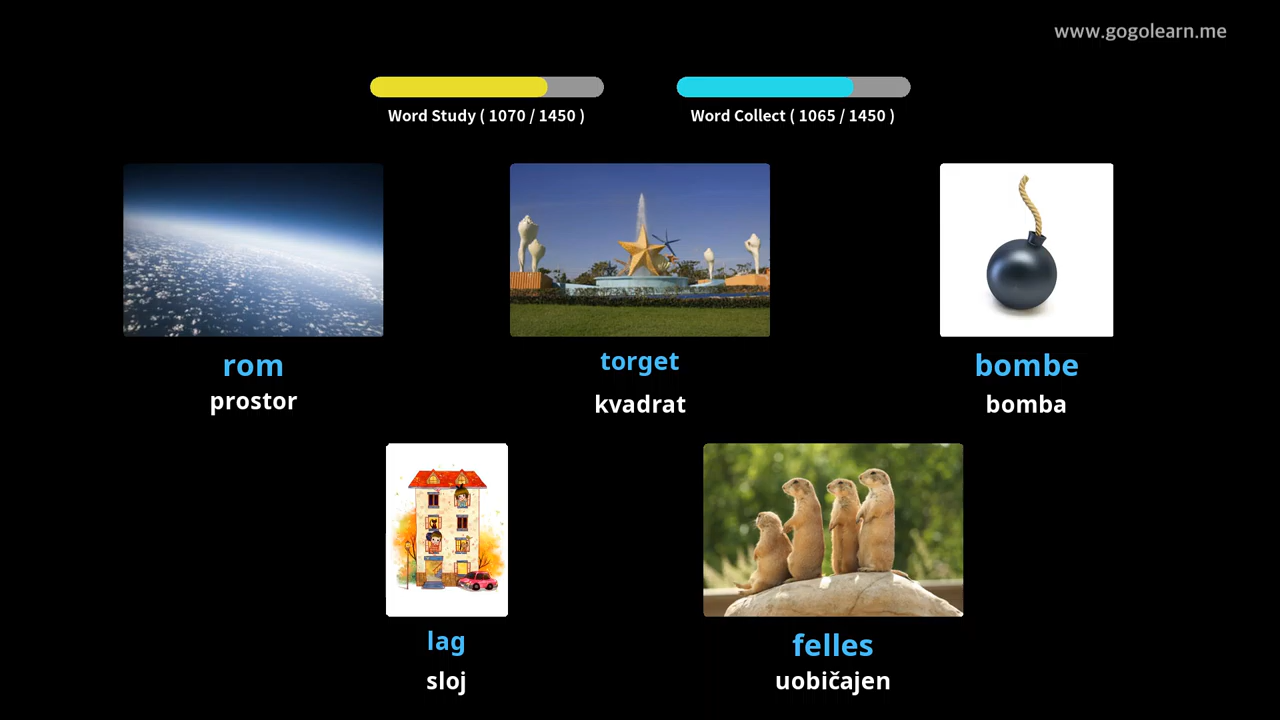 www.gogolearn.me
Word Study ( 1070 / 1450 )
Word Collect ( 1065 / 1450 )
rom
prostor
torget
kvadrat
bombe
bomba
lag
sloj
felles
uobičajen